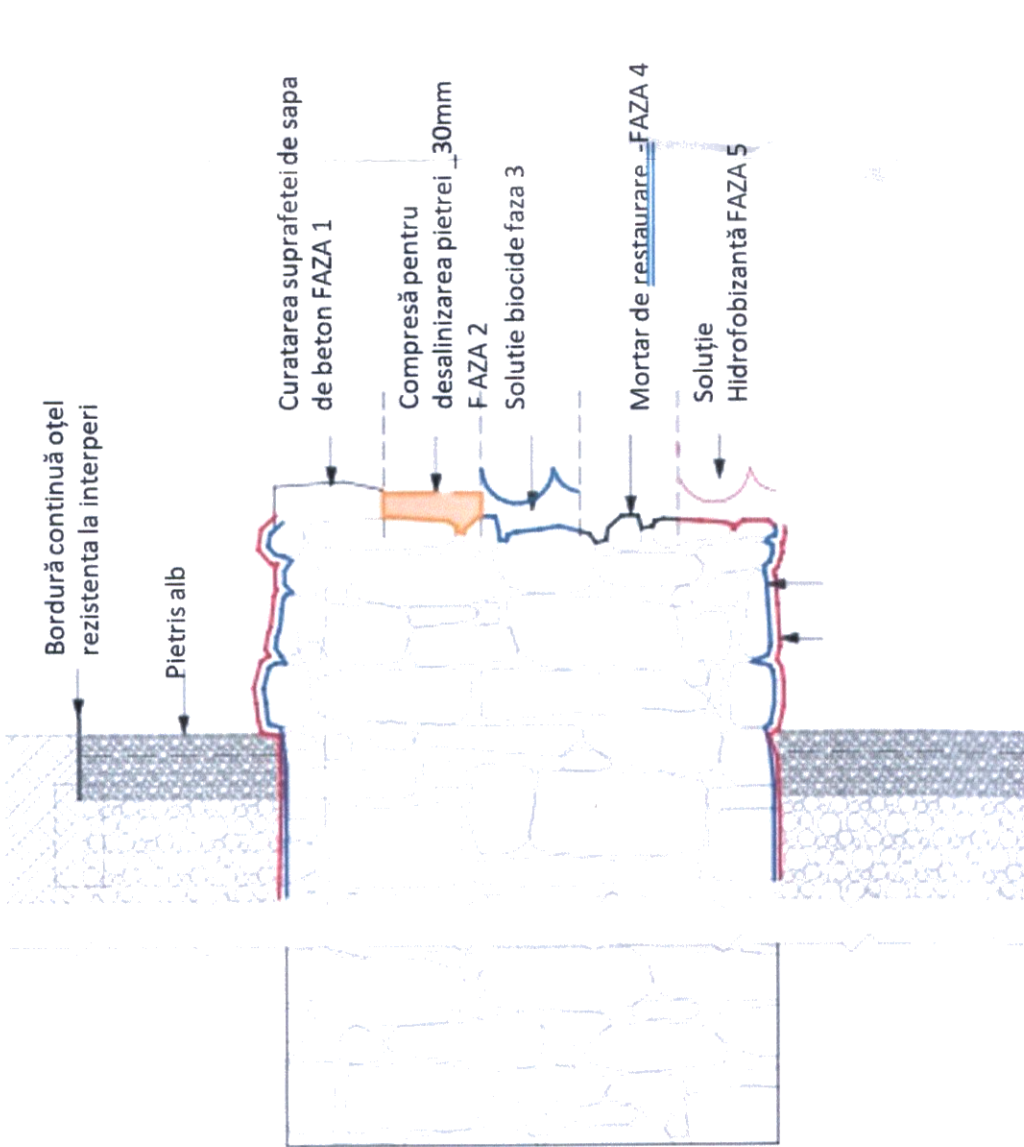 Bordură continuă oțel
rezistenta la interperi
Pietris alb
Curatarea suprafetei de sapa
de beton FAZA 1
Compresă pentru
desalinizarea pietrei _30mm
FAZA 2
Solutie biocide faza 3
Mortar de restaurare -FAZA 4
Soluție
Hidrofobizantă FAZA 5